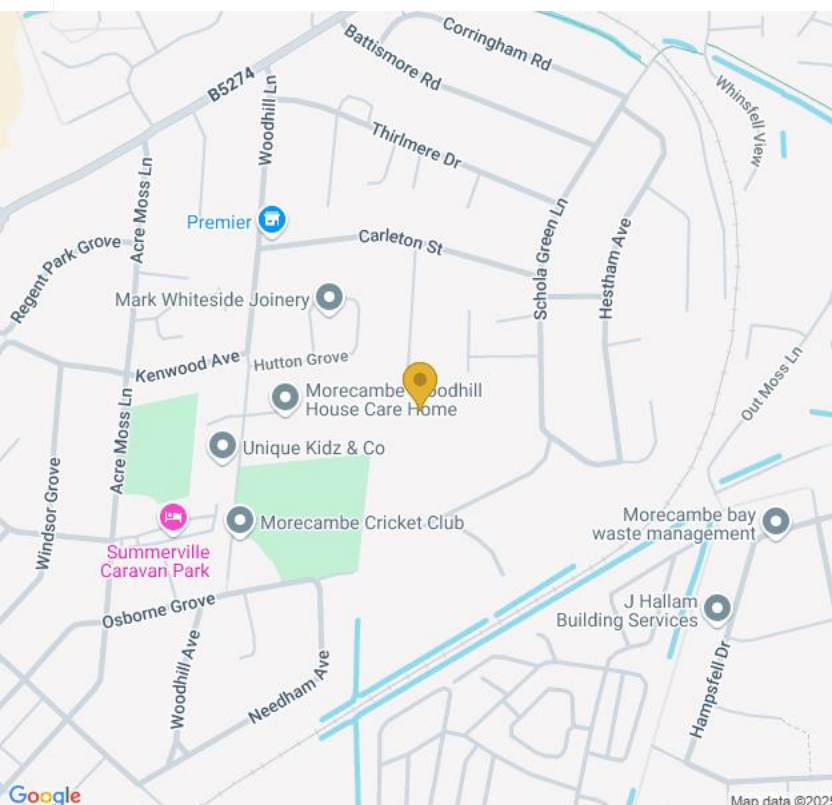 Corringham Rd
Battismore Rd
B5274
Woodhill Ln
Whinsfell View
Thirlmere Dr
Acre Moss Ln
Premier
Carleton St
Schola Green Ln
Hestham Ave
Regent Park Grove
Mark Whiteside Joinery
Kenwood Ave
Hutton Grove
Out Moss Ln
Morecambe Woodhill
House Care Home
Acre Moss Ln
Unique Kidz & Co
Windsor Grove
Morecambe Cricket Club
Morecambe bay
waste management
Summerville
Caravan Park
J Hallam
Building Services
Osborne Grove
Woodhill Ave
Needham Ave
Hampsfell Dr
Google
Map data ©2025